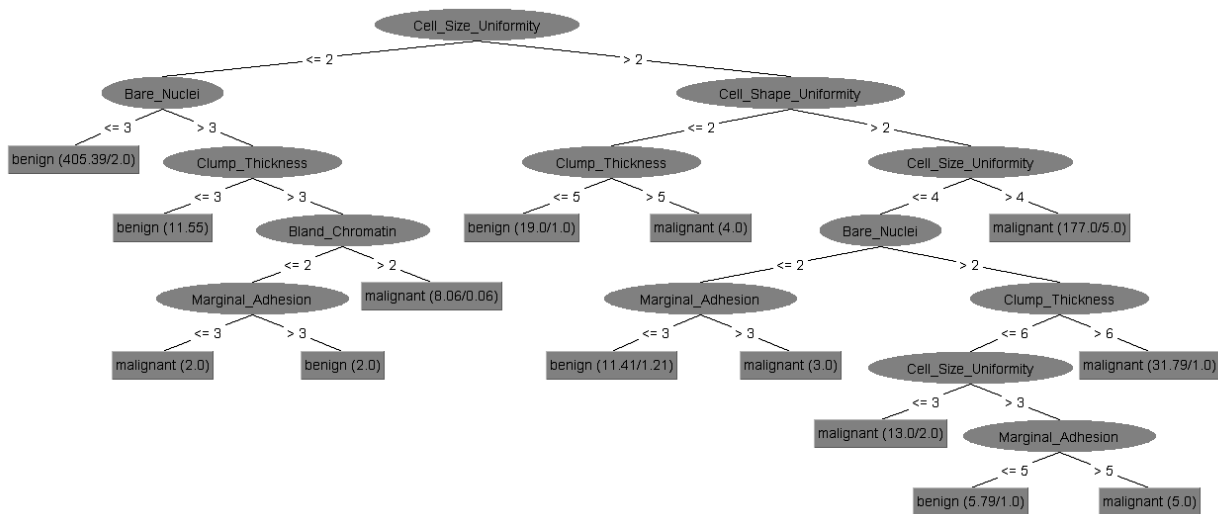 Cell_Size_Uniformity
<= 2 > 2
Bare_Nuclei Cell_Shape_Uniformity
<= 3 > 3 <= 2 > 2
benign (405.39/2.0) Clump_Thickness Clump_Thickness Cell_Size_Uniformity
<= 3 > 3 <= 5 > 5 <= 4 > 4
benign (11.55) Bland_Chromatin benign (19.0/1.0) malignant (4.0) Bare_Nuclei malignant (177.0/5.0)
<= 2 > 2 <= 2 > 2
Marginal_Adhesion malignant (8.06/0.06) Marginal_Adhesion Clump_Thickness
<= 3 > 3 <= 3 > 3 <= 6 > 6
malignant (2.0) benign (2.0) benign (11.41/1.21) malignant (3.0) Cell_Size_Uniformity malignant (31.79/1.0)
<= 3 > 3
malignant (13.0/2.0) Marginal_Adhesion
<= 5 > 5
benign (5.79/1.0) malignant (5.0)